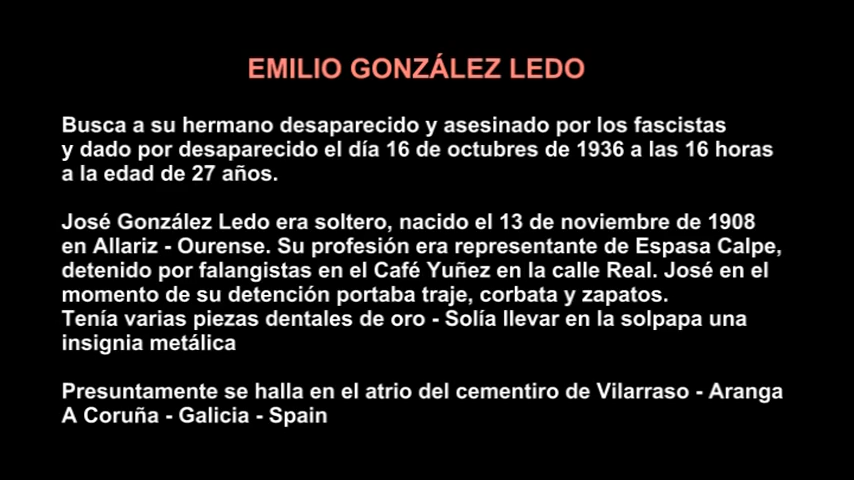 EMILIO GONZÁLEZ LEDO
Busca a su hermano desaparecido y asesinado por los fascistas
y dado por desaparecido el día 16 de octubres de 1936 a las 16 horas
a la edad de 27 años.
José González Ledo era soltero, nacido el 13 de noviembre de 1908
en Allariz - Ourense. Su profesión era representante de Espasa Calpe,
detenido por falangistas en el Café Yuñez en la calle Real. José en el
momento de su detención portaba traje, corbata y zapatos.
Tenía varias piezas dentales de oro - Solía llevar en la solpapa una
insignia metálica
Presuntamente se halla en el atrio del cementiro de Vilarraso - Aranga
A Coruña - Galicia - Spain